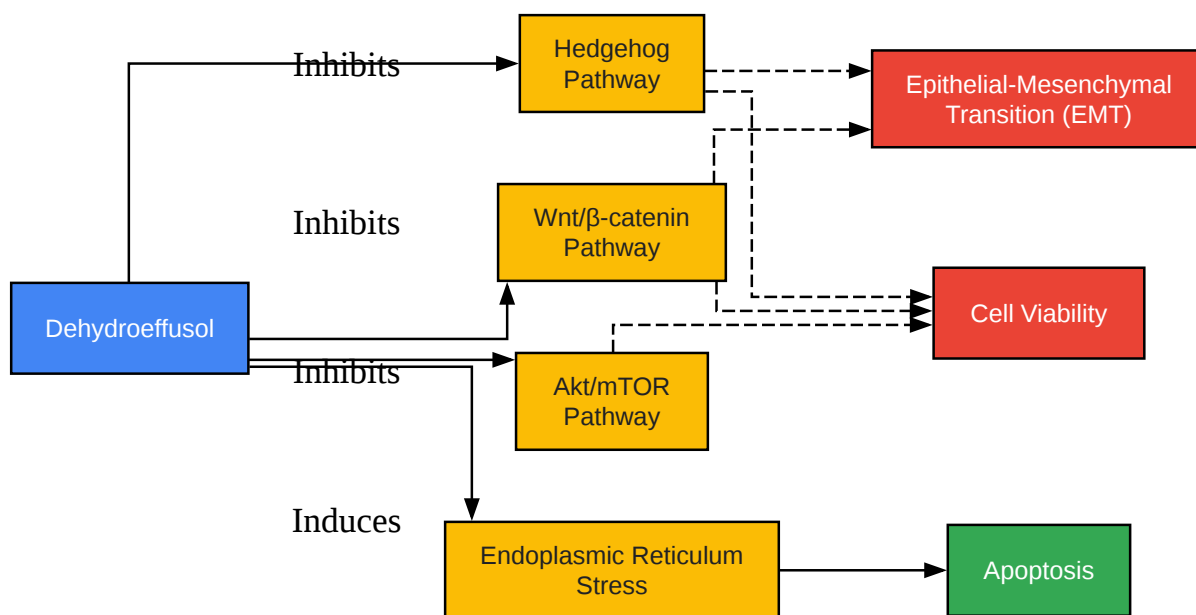 Inhibits
Hedgehog
Pathway
Epithelial-Mesenchymal
Transition (EMT)
Inhibits
Wnt/β-catenin
Pathway
Dehydroeffusol
Cell Viability
Inhibits
Akt/mTOR
Pathway
Induces
Endoplasmic Reticulum
Stress
Apoptosis